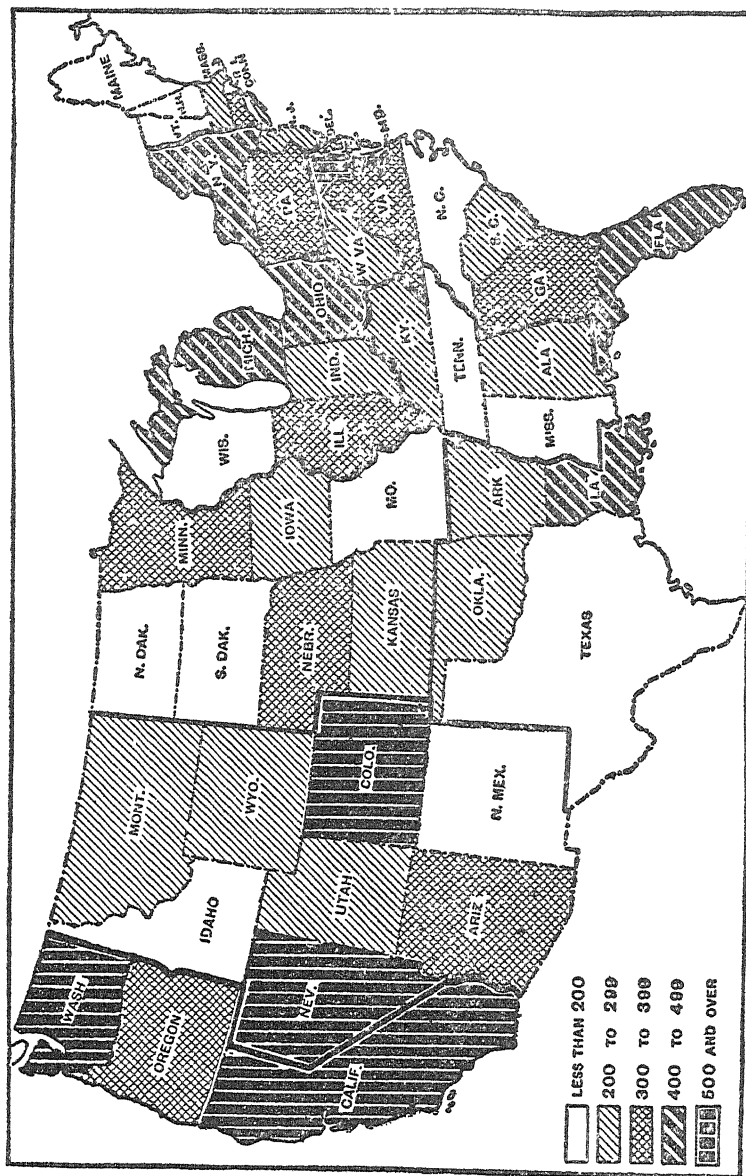 WASH.
OREGON
CALIF.
NEV.
IDAHO
MONT.
WYO.
UTAH
ARIZ
COLO.
N. MEX.
N. DAK.
S. DAK.
NEBR.
KANSAS
OKLA.
TEXAS
MINN.
IOWA
MO.
ARK
LA.
WIS.
ILL
MICH.
IND.
OHIO
KY.
TENN.
MISS.
ALA
GA
FLA.
S. C.
N. C.
VA
W VA
PA
N. Y.
N.J.
DEL.
MD.
MAINE
MASS.
CONN
LESS THAN 200
200 TO 299
300 TO 399
400 TO 499
500 AND OVER